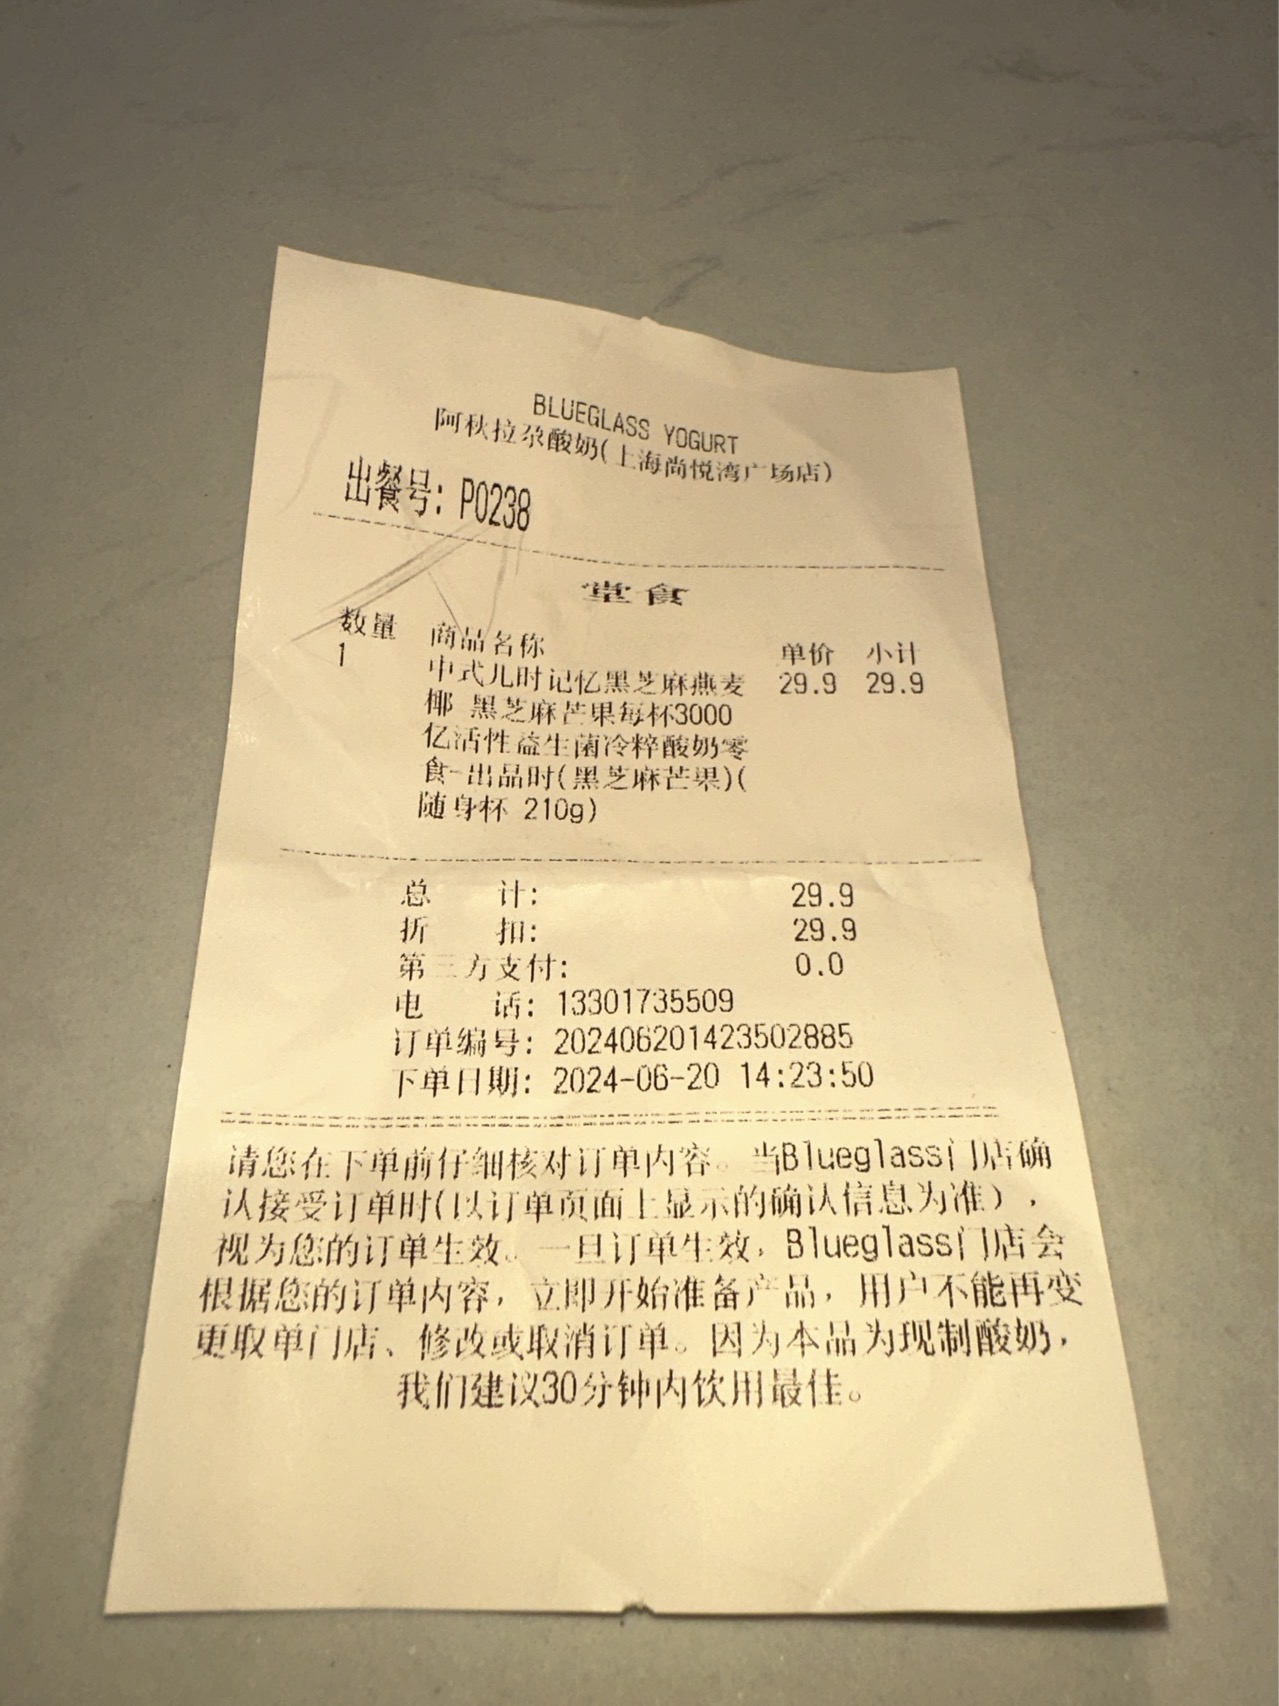 BLUEGLASS YOGURT
阿秋拉尕酸奶(上海尚悦湾广场店)
出餐号: P0238
堂食
数量 商品名称 单价 小计
1 中式儿时记忆黑芝麻燕麦 29.9 29.9
椰 黑芝麻芒果每杯3000
亿活性益生菌冷粹酸奶零
食-出品时(黑芝麻芒果)(
随身杯 210g)
总 计: 29.9
折 扣: 29.9
第三方支付: 0.0
电 话: 13301735509
订单编号: 202406201423502885
下单日期: 2024-06-20 14:23:50
请您在下单前仔细核对订单内容。当Blueglass门店确
认接受订单时(以订单页面上显示的确认信息为准),
视为您的订单生效。一旦订单生效,Blueglass门店会
根据您的订单内容,立即开始准备产品,用户不能再变
更取单门店、修改或取消订单。因为本品为现制酸奶,
我们建议30分钟内饮用最佳。